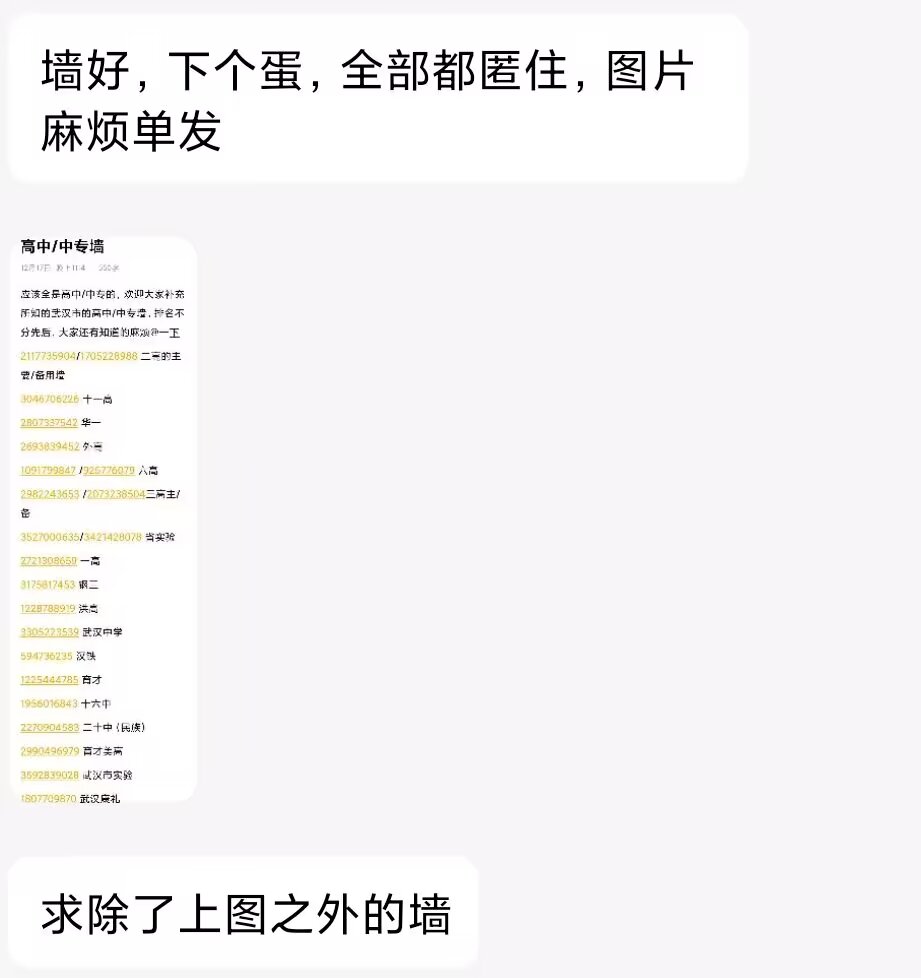 墙好，下个蛋，全部都匿住，图片
麻烦单发
高中/中专墙
12月17日 晚上11:4 550字
应该全是高中/中专的，欢迎大家补充
所知的武汉市的高中/中专墙，排名不
分先后，大家还有知道的麻烦@一下
2117735904/1705228988 二高的主
要/备用墙
3046706226 十一高
2807337542 华一
2693839452 外高
1091799847 /926776079 六高
2982243653 /2073238504三高主/
备
3527000635/3421428078 省实验
2721308659 一高
3175817453 钢三
1228788919 洪高
3305223539 武汉中学
594736235 汉铁
1225444785 育才
1956016843 十六中
2270904583 二十中（民族）
2990496979 育才美高
3592839028 武汉市实验
1807709870 武汉康礼
求除了上图之外的墙